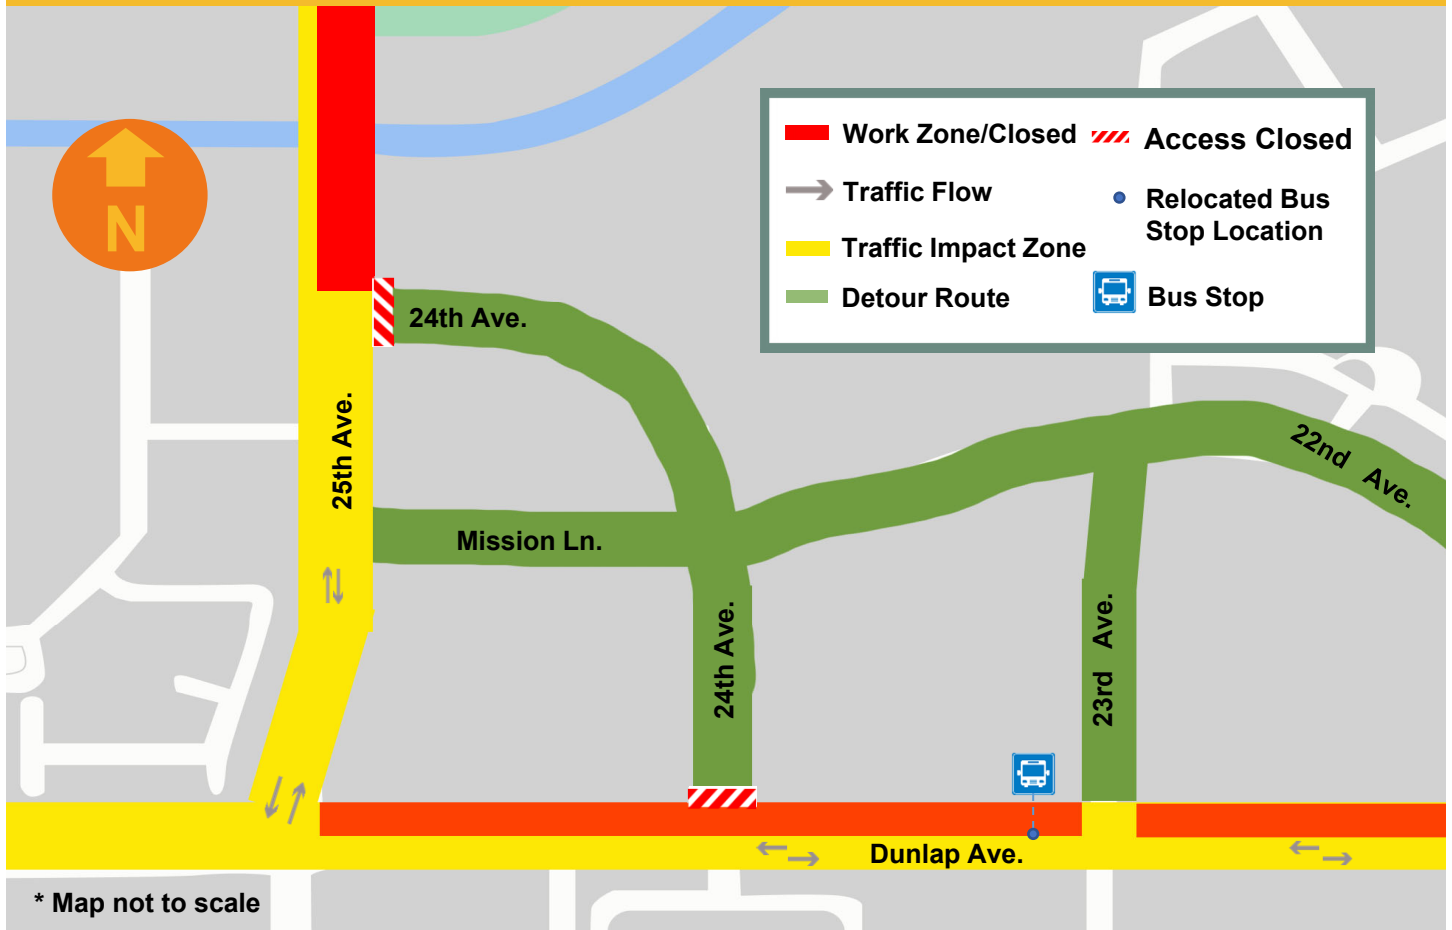 N
Work Zone/Closed
Traffic Flow
Traffic Impact Zone
Detour Route
Access Closed
Relocated Bus
Stop Location
Bus Stop
24th Ave.
25th Ave.
22nd Ave.
Mission Ln.
24th Ave.
23rd Ave.
Dunlap Ave.
* Map not to scale